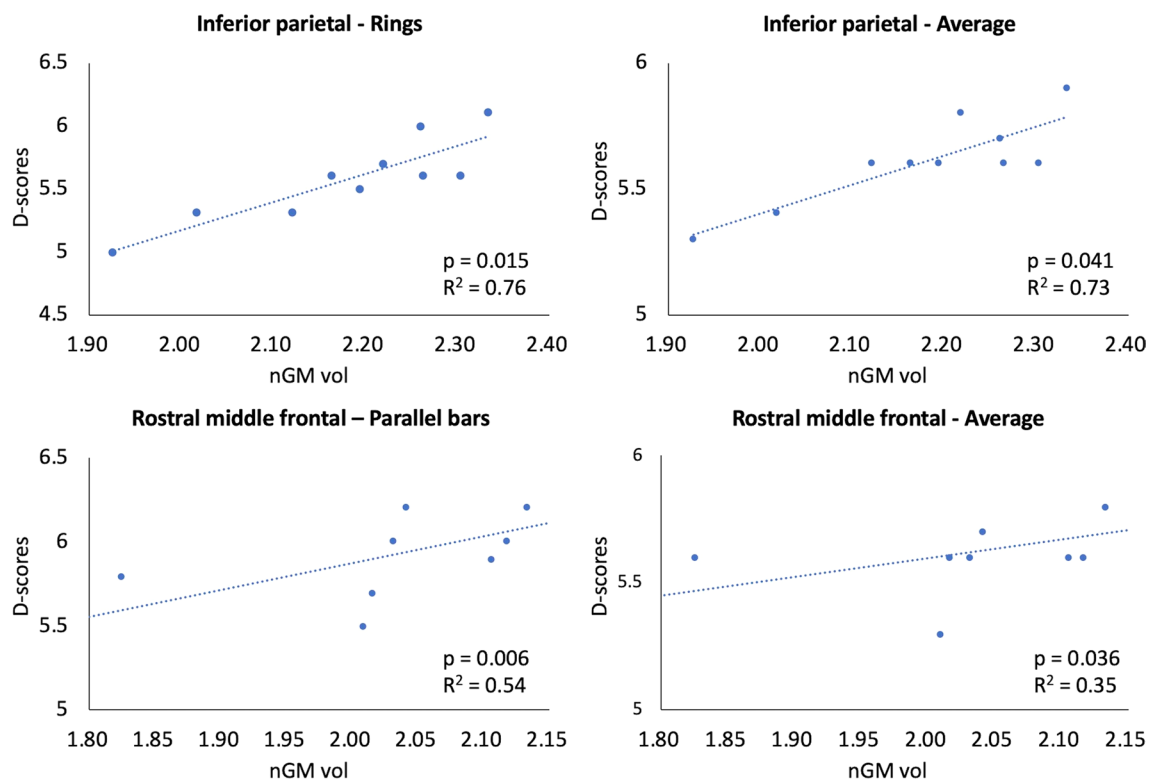 Inferior parietal - Rings
6.5
6
5.5
5
4.5
D-scores
p = 0.015
R² = 0.76
1.90 2.00 2.10 2.20 2.30 2.40
nGM vol
Inferior parietal - Average
6
5.5
5
D-scores
p = 0.041
R² = 0.73
1.90 2.00 2.10 2.20 2.30 2.40
nGM vol
Rostral middle frontal – Parallel bars
6.5
6
5.5
5
D-scores
p = 0.006
R² = 0.54
1.80 1.85 1.90 1.95 2.00 2.05 2.10 2.15
nGM vol
Rostral middle frontal - Average
6
5.5
5
D-scores
p = 0.036
R² = 0.35
1.80 1.85 1.90 1.95 2.00 2.05 2.10 2.15
nGM vol